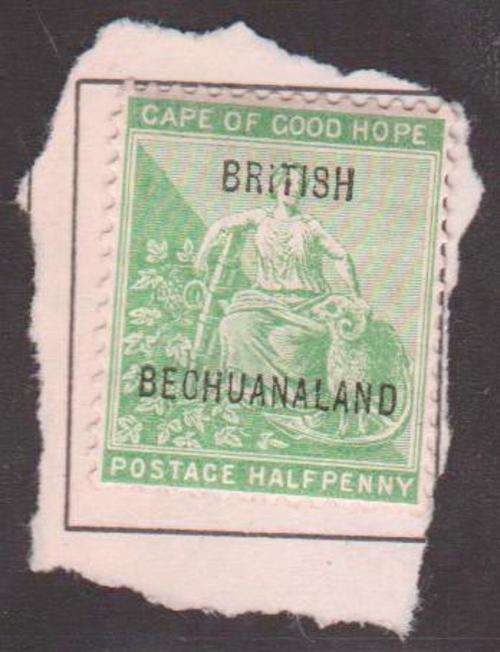 CAPE OF GOOD HOPE
BRITISH
BECHUANALAND
POSTAGE HALFPENNY